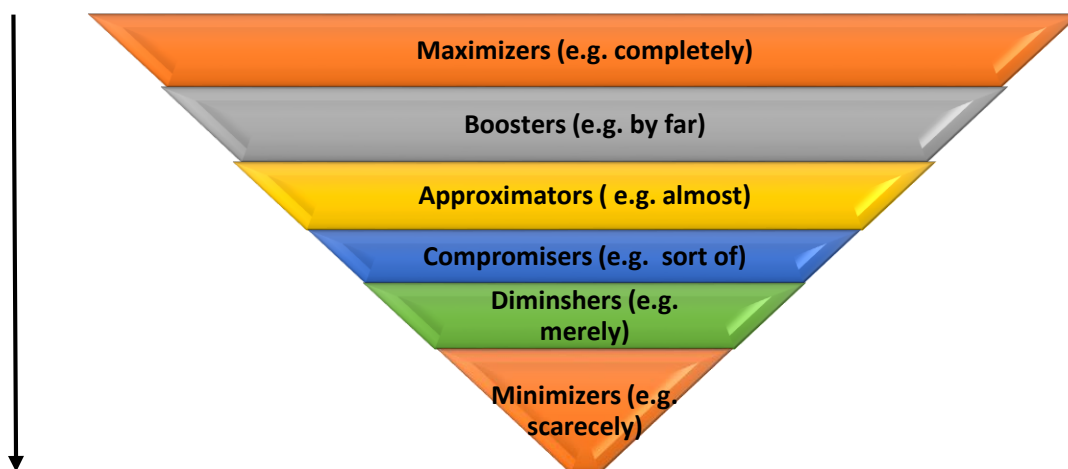 Maximizers (e.g. completely)
Boosters (e.g. by far)
Approximators ( e.g. almost)
Compromisers (e.g.  sort of)
Diminshers (e.g.
merely)
Minimizers (e.g.
scarecely)